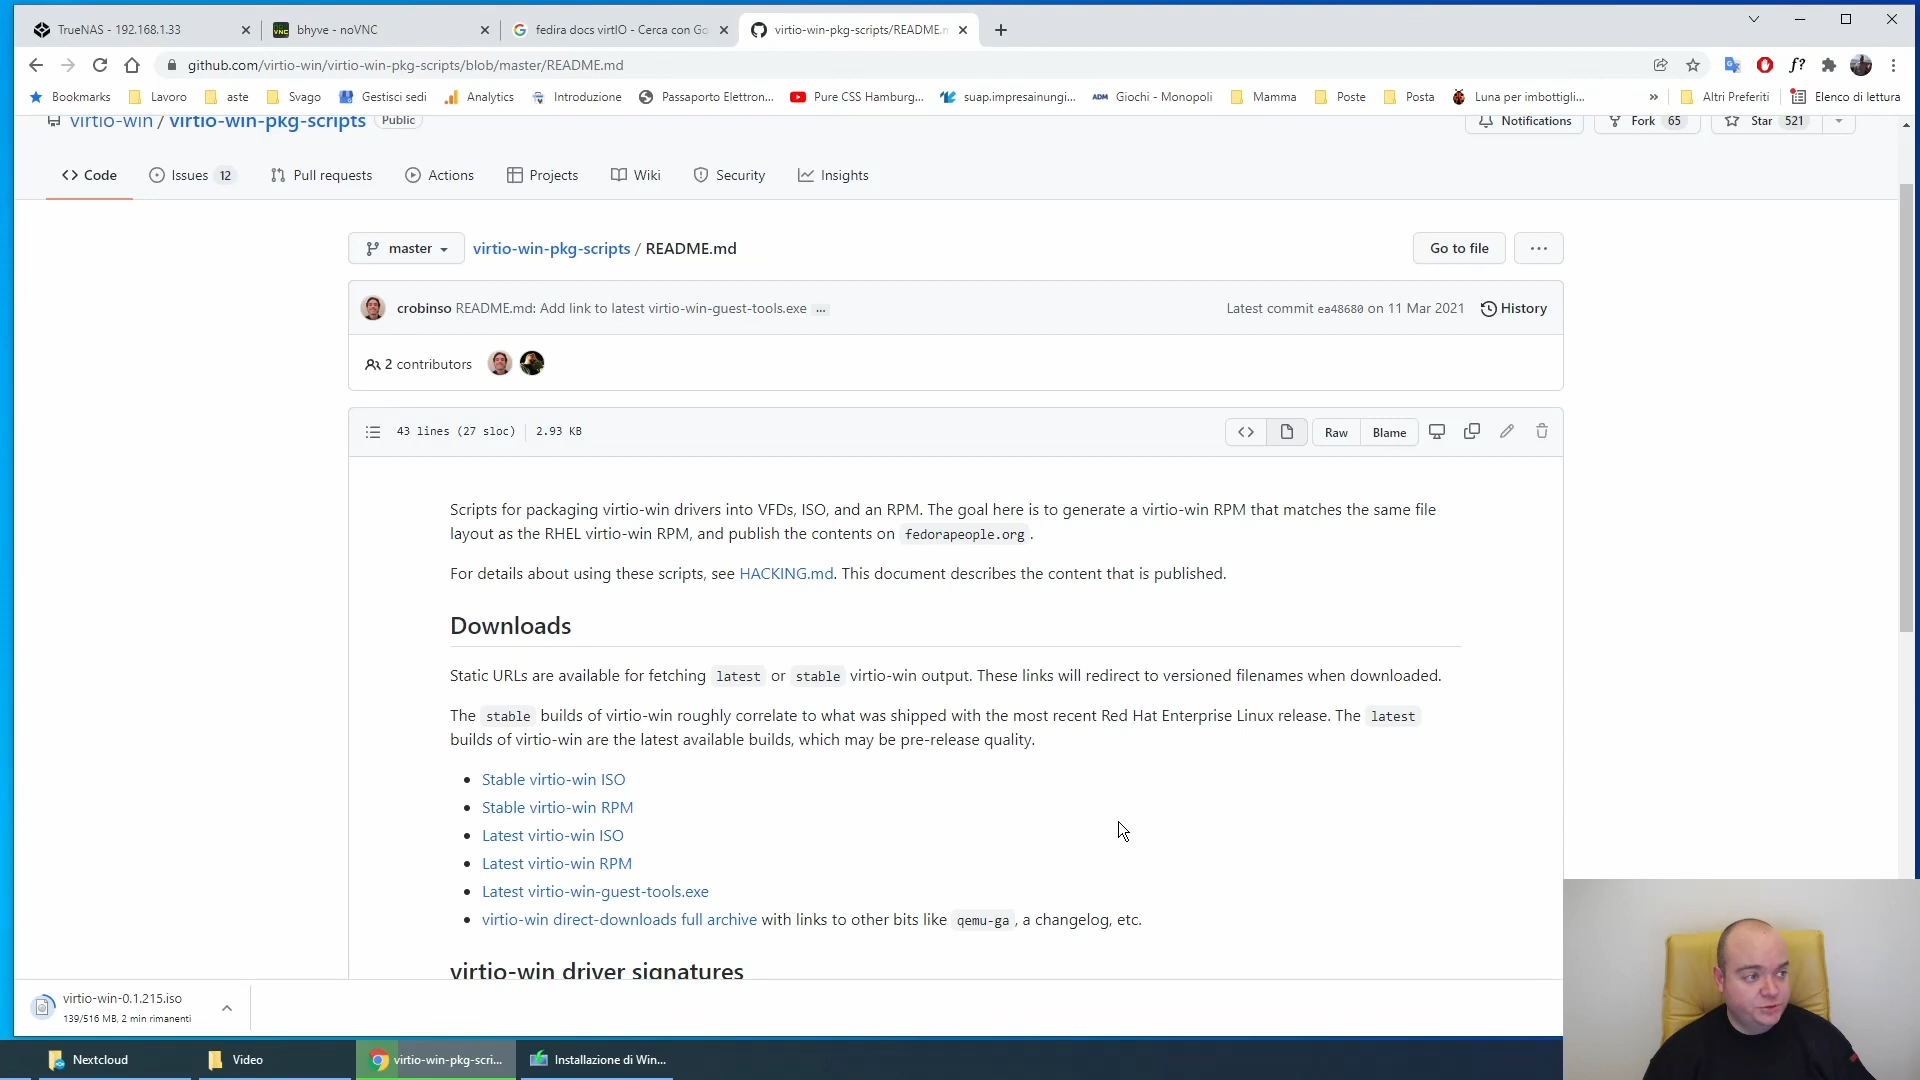 TrueNAS - 192.168.1.33
bhyve - noVNC
fedira docs virtIO - Cerca con Go
virtio-win-pkg-scripts/README.m
github.com/virtio-win/virtio-win-pkg-scripts/blob/master/README.md
Bookmarks
Lavoro
aste
Svago
Gestisci sedi
Analytics
Introduzione
Passaporto Elettron...
Pure CSS Hamburg...
suap.impresainungi...
ADM
Giochi - Monopoli
Mamma
Poste
Posta
Luna per imbottigli...
»
Altri Preferiti
Elenco di lettura
virtio-win / virtio-win-pkg-scripts Public
Notifications
Fork 65
Star 521
<> Code
Issues 12
Pull requests
Actions
Projects
Wiki
Security
Insights
master
virtio-win-pkg-scripts / README.md
Go to file
...
crobinso README.md: Add link to latest virtio-win-guest-tools.exe ...
Latest commit ea48680 on 11 Mar 2021
History
2 contributors
43 lines (27 sloc)
2.93 KB
<>
Raw
Blame
Scripts for packaging virtio-win drivers into VFDs, ISO, and an RPM. The goal here is to generate a virtio-win RPM that matches the same file
layout as the RHEL virtio-win RPM, and publish the contents on fedorapeople.org.
For details about using these scripts, see HACKING.md. This document describes the content that is published.
Downloads
Static URLs are available for fetching latest or stable virtio-win output. These links will redirect to versioned filenames when downloaded.
The stable builds of virtio-win roughly correlate to what was shipped with the most recent Red Hat Enterprise Linux release. The latest
builds of virtio-win are the latest available builds, which may be pre-release quality.
• Stable virtio-win ISO
• Stable virtio-win RPM
• Latest virtio-win ISO
• Latest virtio-win RPM
• Latest virtio-win-guest-tools.exe
• virtio-win direct-downloads full archive with links to other bits like qemu-ga, a changelog, etc.
virtio-win driver signatures
virtio-win-0.1.215.iso
139/516 MB, 2 min rimanenti
Nextcloud
Video
virtio-win-pkg-scri...
Installazione di Win...